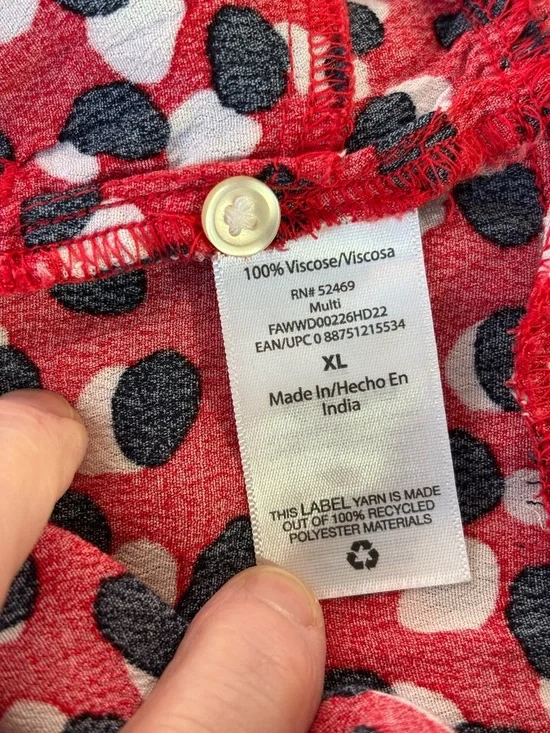 100% Viscose/Viscosa
RN# 52469
Multi
FAWWD00226HD22
EAN/UPC 0 88751215534
XL
Made In/Hecho En
India
THIS LABEL YARN IS MADE
OUT OF 100% RECYCLED
POLYESTER MATERIALS